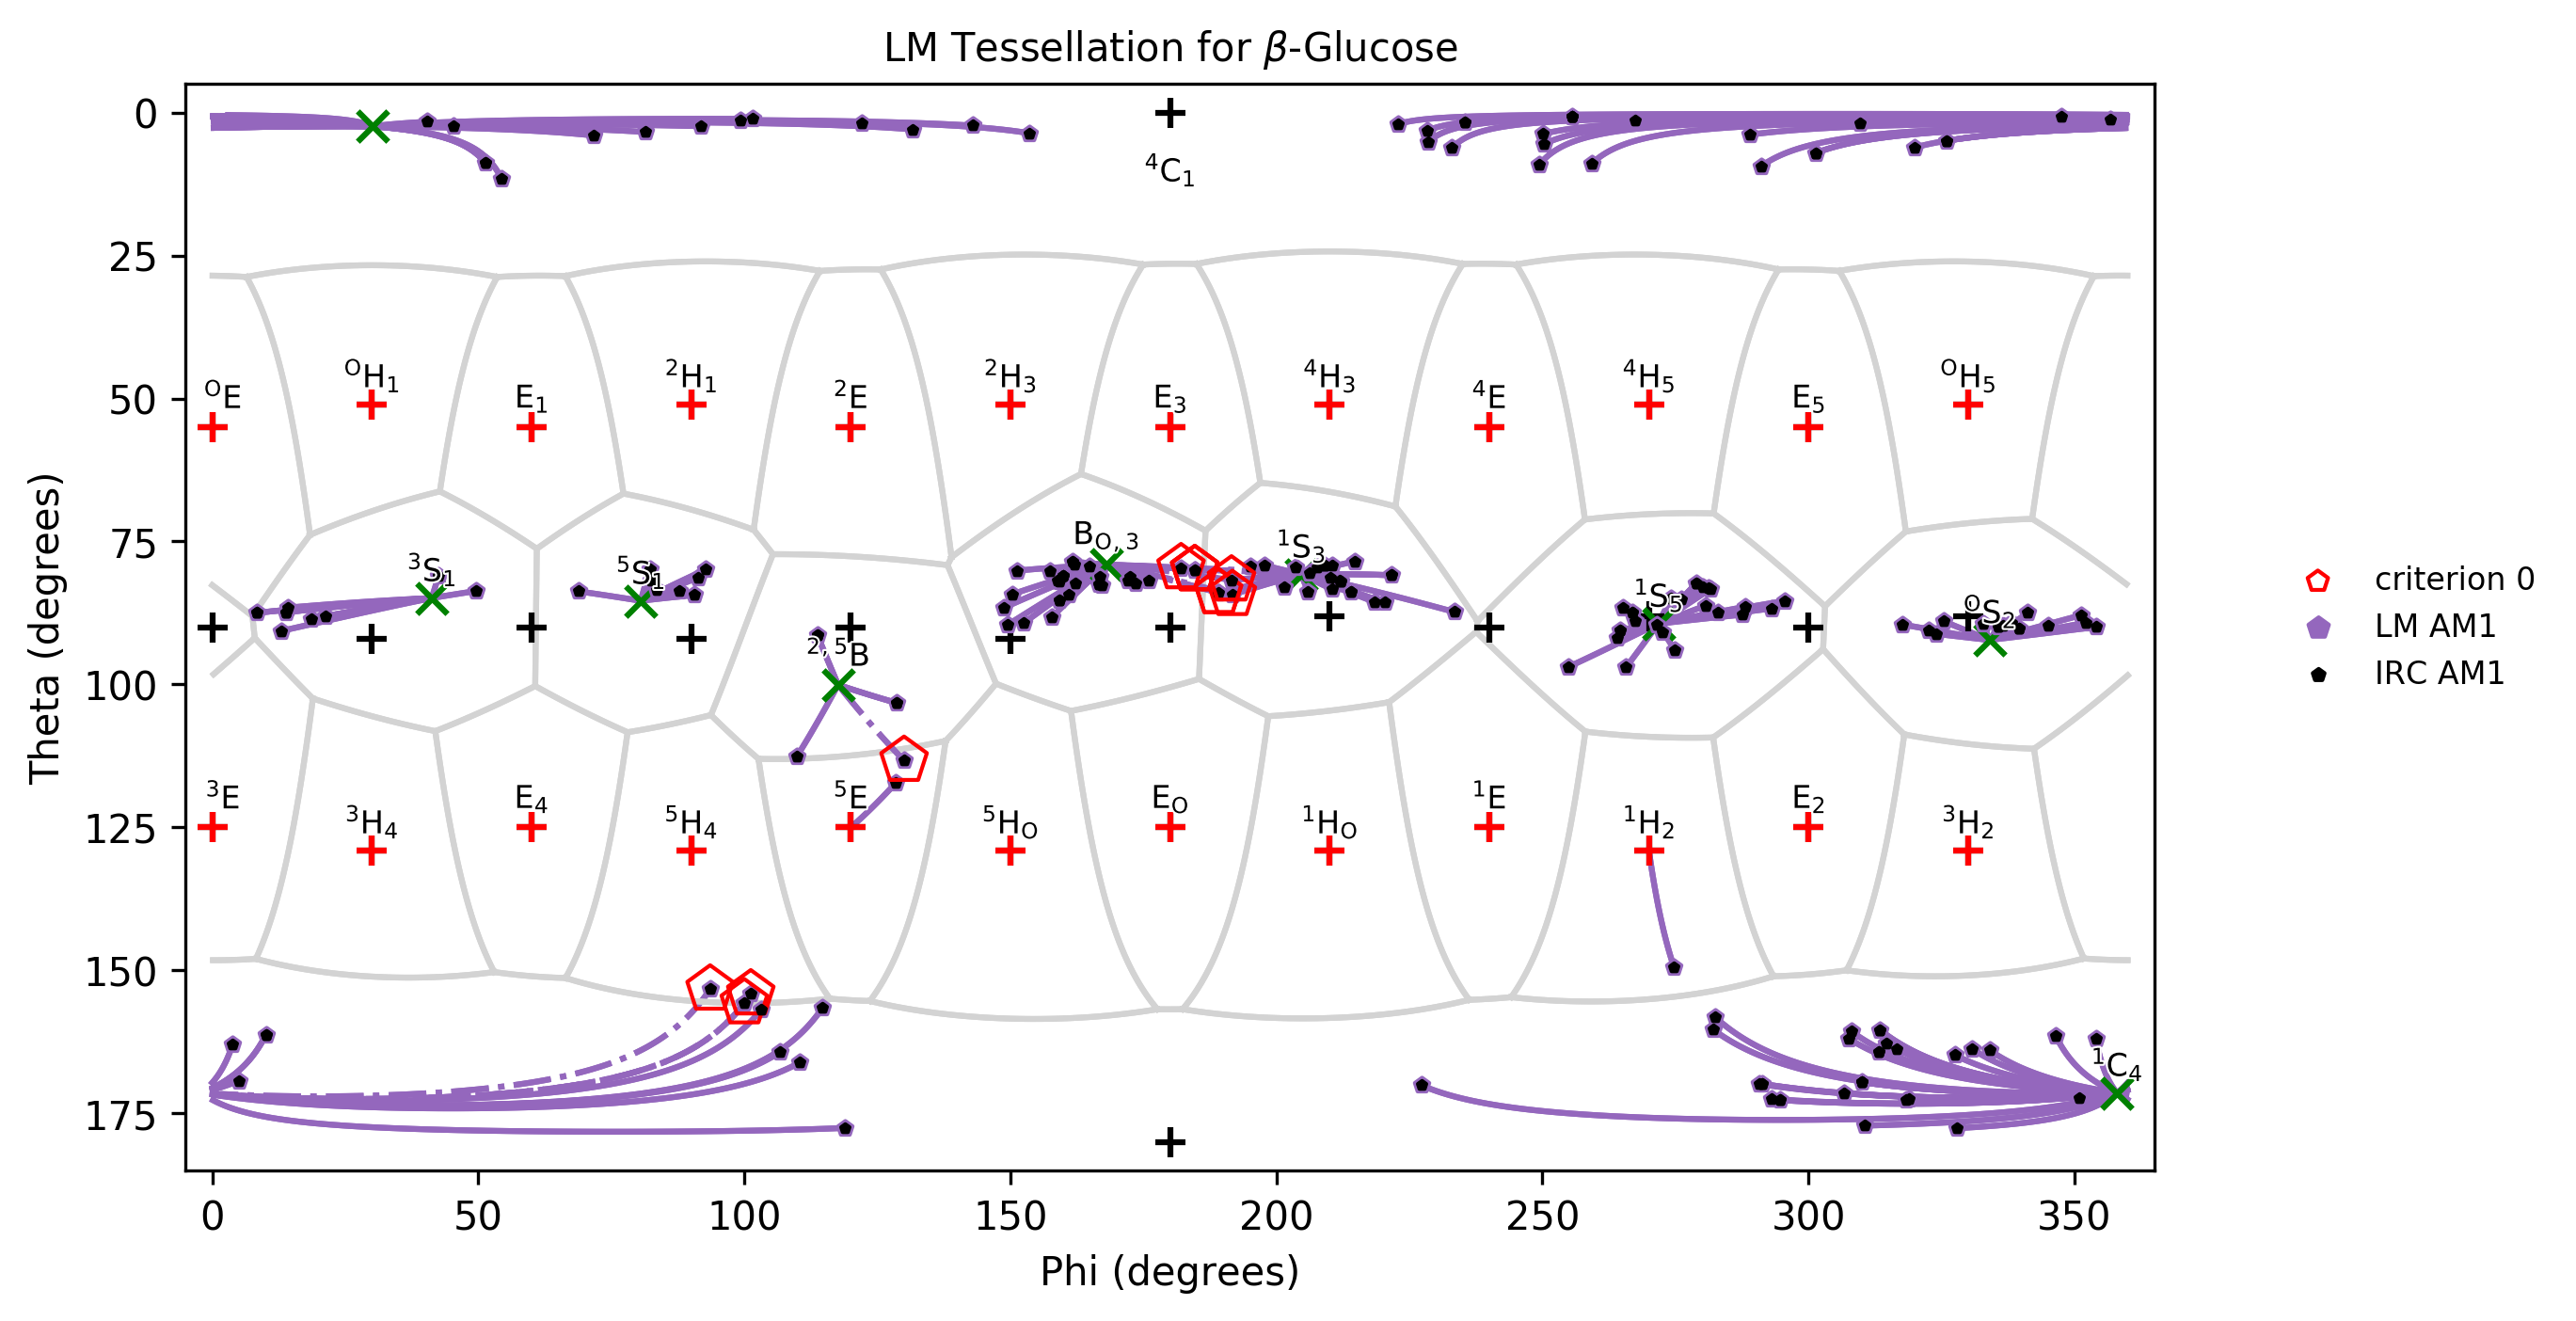 LM Tessellation for β-Glucose
Theta (degrees)
0
25
50
75
100
125
150
175
⁴C₁
ᴼE ᴼH₁ E₁ ²H₁ ²E ²H₃ E₃ ⁴H₃ ⁴E ⁴H₅ E₅ ᴼH₅
³S₁ ⁵S₁ ²,⁵B B_O,3 ¹S₃ ¹S₅ ᴼS₂
³E ³H₄ E₄ ⁵H₄ ⁵E ⁵H_O E_O ¹H_O ¹E ¹H₂ E₂ ³H₂
¹C₄
0 50 100 150 200 250 300 350
Phi (degrees)
criterion 0
LM AM1
IRC AM1